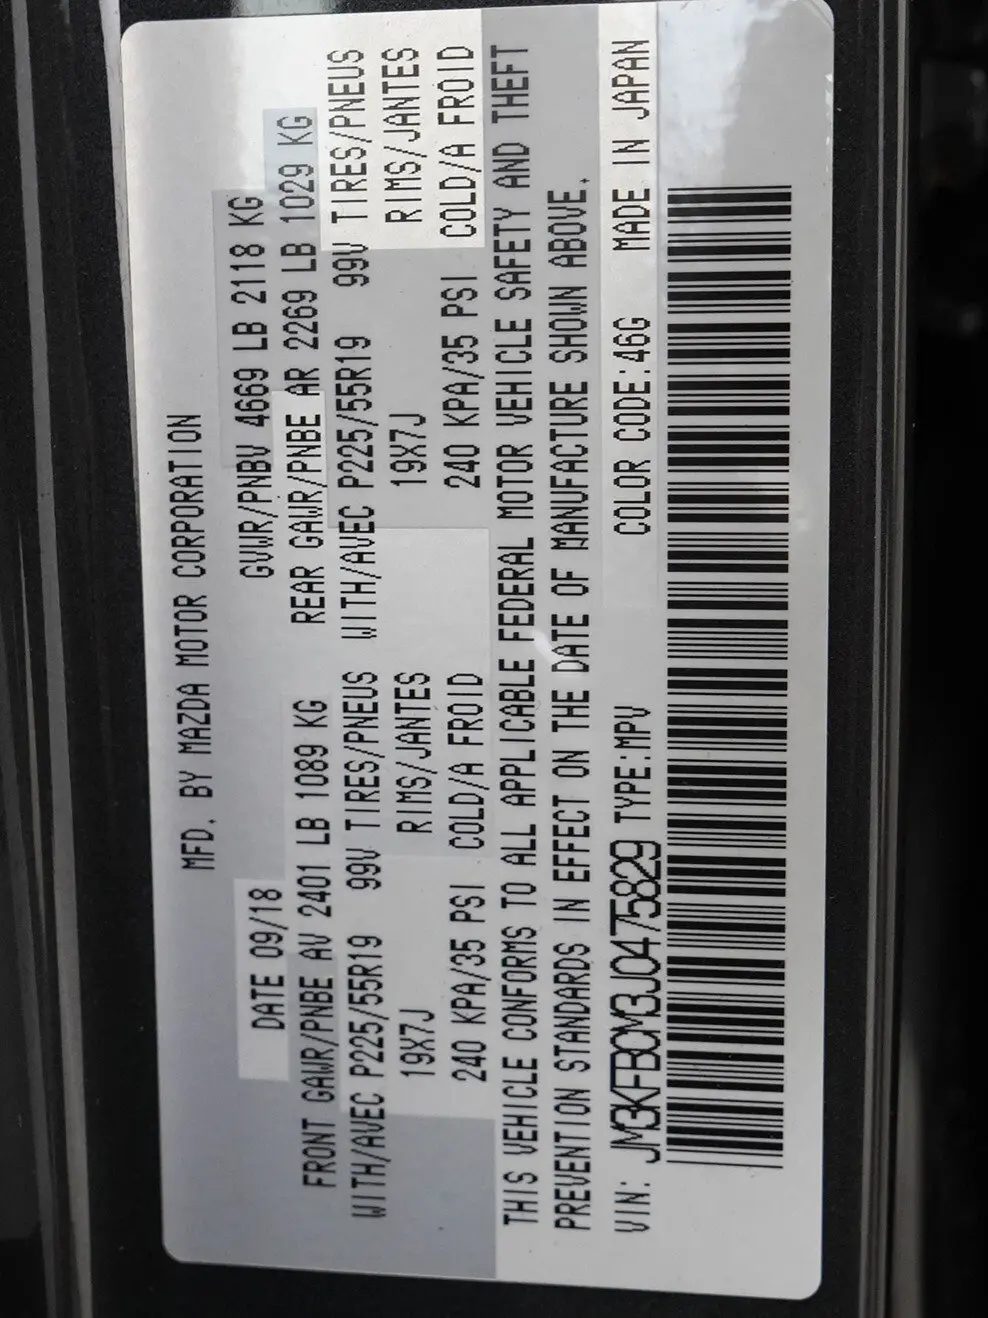 MFD. BY MAZDA MOTOR CORPORATION
DATE 09/18 GVWR/PNBV 4669 LB 2118 KG
FRONT GAWR/PNBE AV 2401 LB 1089 KG REAR GAWR/PNBE AR 2269 LB 1029 KG
WITH/AVEC P225/55R19 99V TIRES/PNEUS WITH/AVEC P225/55R19 99V TIRES/PNEUS
19X7J RIMS/JANTES 19X7J RIMS/JANTES
240 KPA/35 PSI COLD/A FROID 240 KPA/35 PSI COLD/A FROID
THIS VEHICLE CONFORMS TO ALL APPLICABLE FEDERAL MOTOR VEHICLE SAFETY AND THEFT
PREVENTION STANDARDS IN EFFECT ON THE DATE OF MANUFACTURE SHOWN ABOVE.
VIN: JM3KFBCM3J0475829 TYPE:MPV COLOR CODE:46G MADE IN JAPAN